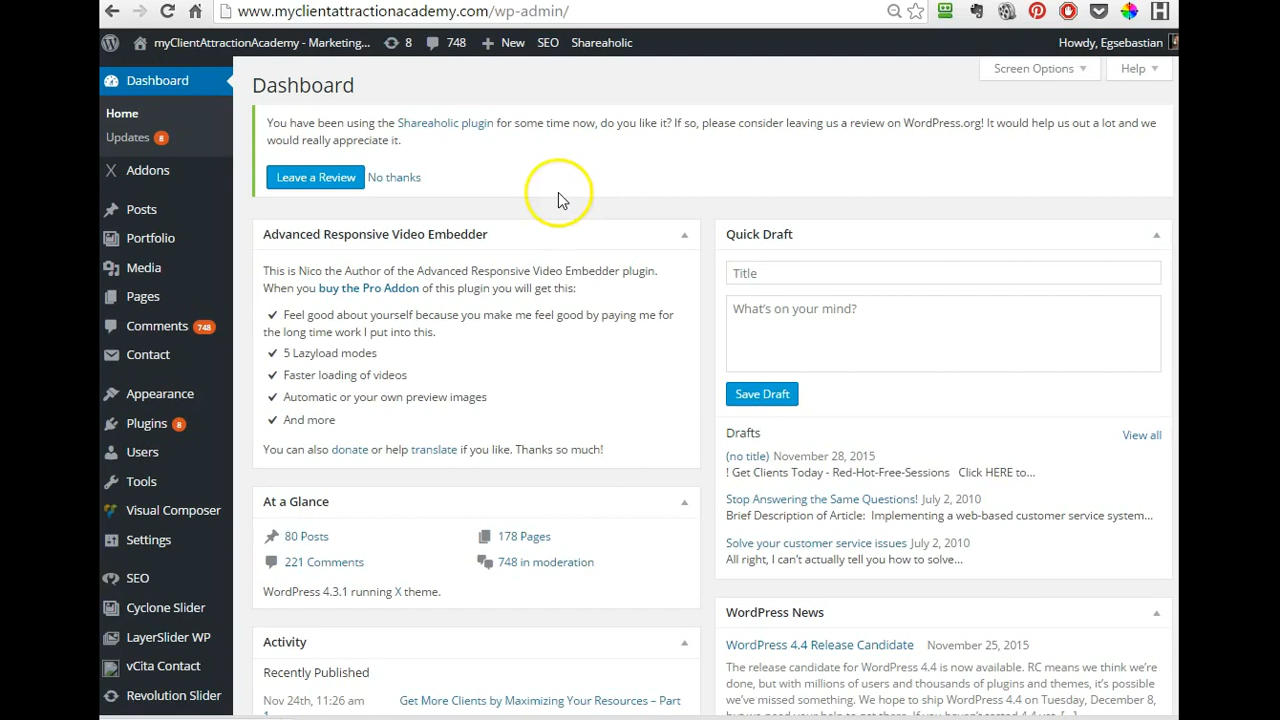 www.myclientattractionacademy.com/wp-admin/
myClientAttractionAcademy - Marketing... 8 748 New SEO Shareaholic Howdy, Egsebastian
Dashboard
Home
Updates 8
Addons
Posts
Portfolio
Media
Pages
Comments 748
Contact
Appearance
Plugins 8
Users
Tools
Visual Composer
Settings
SEO
Cyclone Slider
LayerSlider WP
vCita Contact
Revolution Slider
Screen Options Help
Dashboard
You have been using the Shareaholic plugin for some time now, do you like it? If so, please consider leaving us a review on WordPress.org! It would help us out a lot and we
would really appreciate it.
Leave a Review No thanks
Advanced Responsive Video Embedder
This is Nico the Author of the Advanced Responsive Video Embedder plugin.
When you buy the Pro Addon of this plugin you will get this:
Feel good about yourself because you make me feel good by paying me for
the long time work I put into this.
5 Lazyload modes
Faster loading of videos
Automatic or your own preview images
And more
You can also donate or help translate if you like. Thanks so much!
At a Glance
80 Posts 178 Pages
221 Comments 748 in moderation
WordPress 4.3.1 running X theme.
Activity
Recently Published
Nov 24th, 11:26 am Get More Clients by Maximizing Your Resources – Part
Quick Draft
Title
What's on your mind?
Save Draft
Drafts View all
(no title) November 28, 2015
! Get Clients Today - Red-Hot-Free-Sessions Click HERE to...
Stop Answering the Same Questions! July 2, 2010
Brief Description of Article: Implementing a web-based customer service system...
Solve your customer service issues July 2, 2010
All right, I can't actually tell you how to solve...
WordPress News
WordPress 4.4 Release Candidate November 25, 2015
The release candidate for WordPress 4.4 is now available. RC means we think we're
done, but with millions of users and thousands of plugins and themes, it's possible
we've missed something. We hope to ship WordPress 4.4 on Tuesday, December 8,